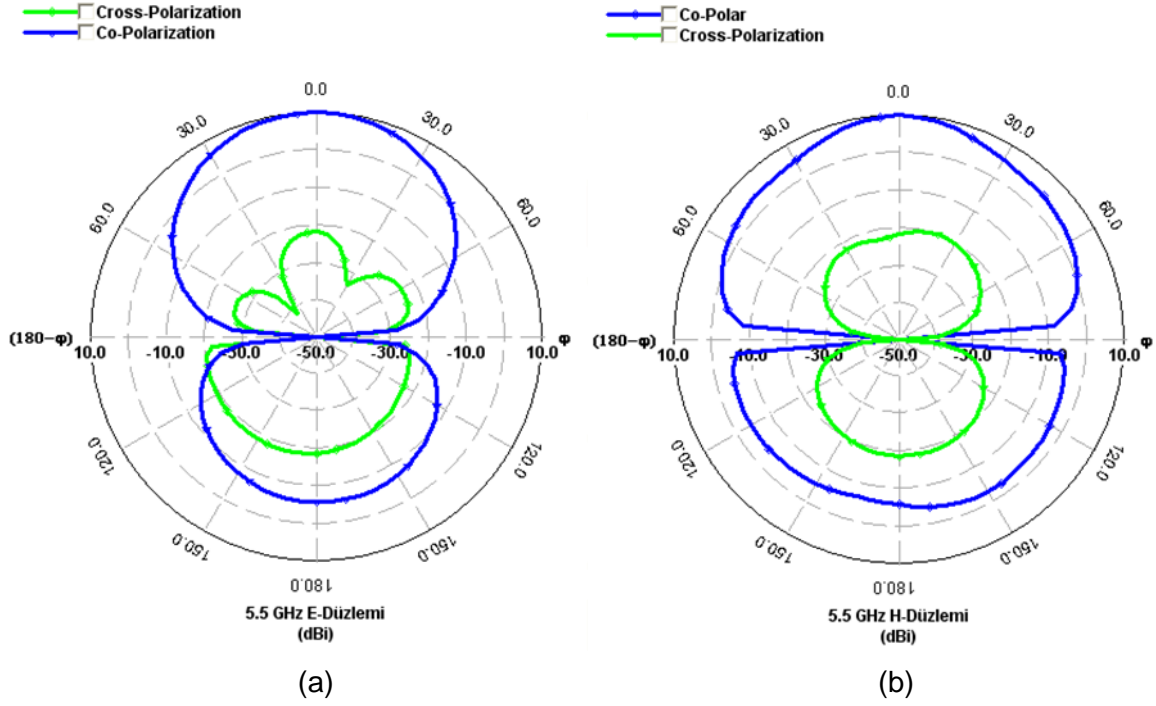 Cross-Polarization
Co-Polarization
0.0
30.0
30.0
60.0
60.0
(180-φ)
φ
10.0 -10.0 -30.0 -50.0 -30.0 -10.0 10.0
120.0
120.0
150.0
150.0
180.0
5.5 GHz E-Düzlemi
(dBi)
(a)
Co-Polar
Cross-Polarization
0.0
30.0
30.0
60.0
60.0
(180-φ)
φ
10.0 -10.0 -30.0 -50.0 -30.0 -10.0 10.0
120.0
120.0
150.0
150.0
180.0
5.5 GHz H-Düzlemi
(dBi)
(b)